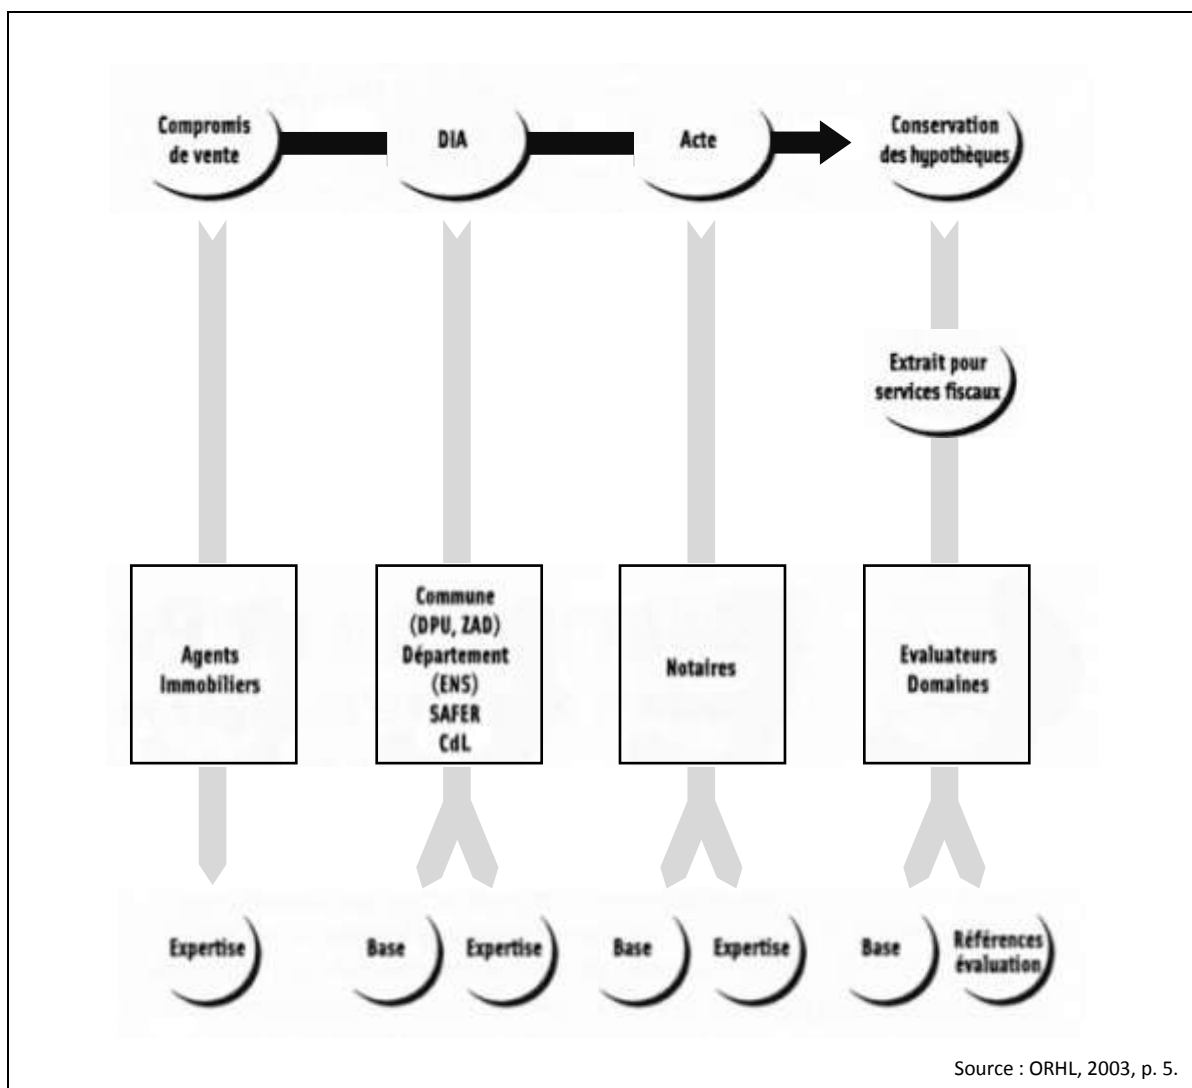 Compromis
de vente
DIA
Acte
Conservation
des hypothèques
Extrait pour
services fiscaux
Agents
Immobiliers
Commune
(DPU, ZAD)
Département
(ENS)
SAFER
CdL
Notaires
Evaluateurs
Domaines
Expertise
Base
Expertise
Base
Expertise
Base
Références
évaluation
Source : ORHL, 2003, p. 5.